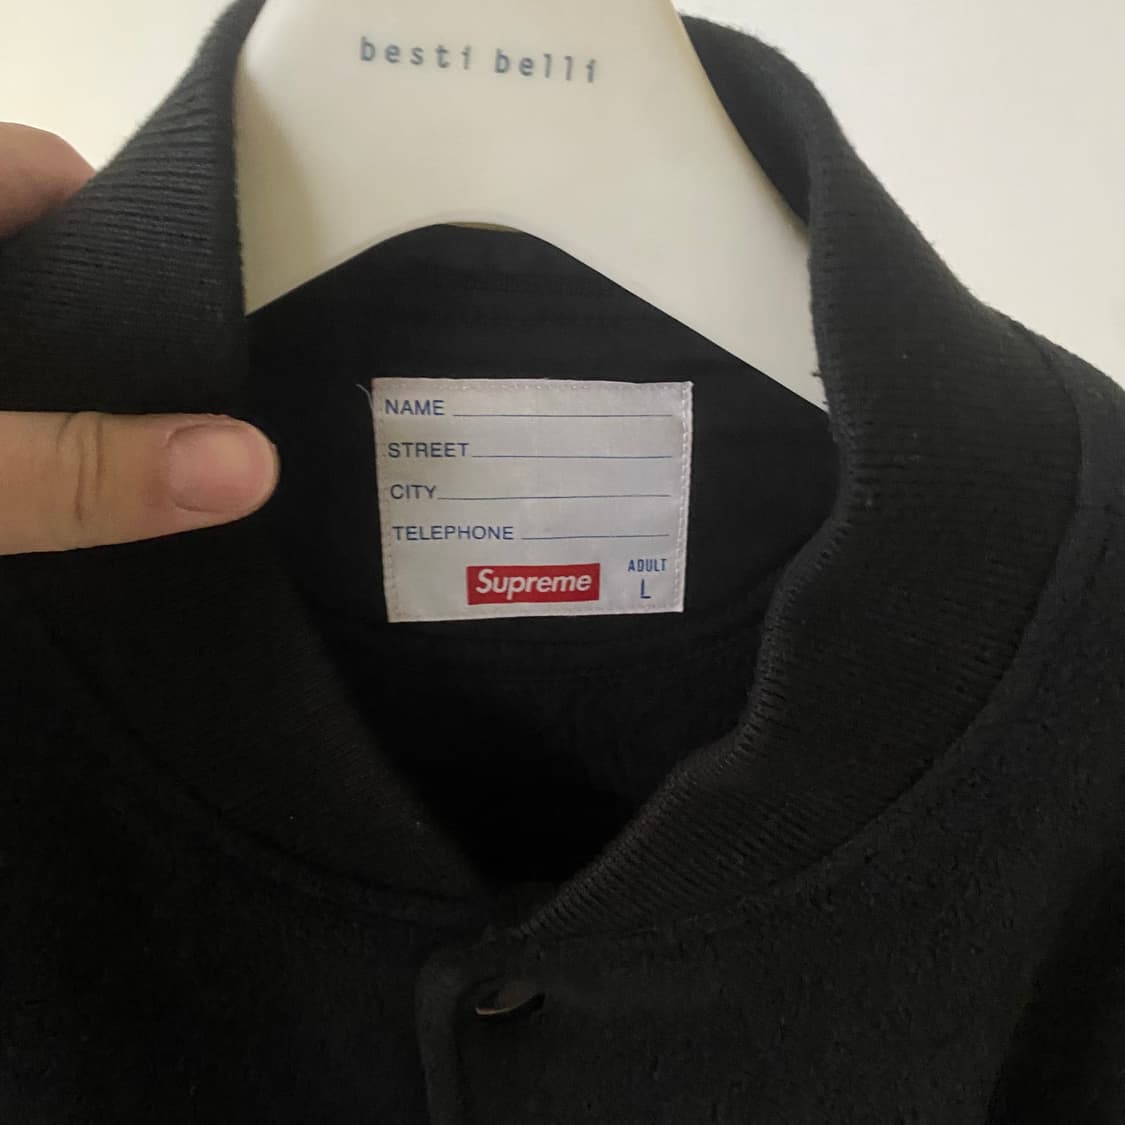 besti belli
NAME
STREET
CITY
TELEPHONE
Supreme
ADULT
L